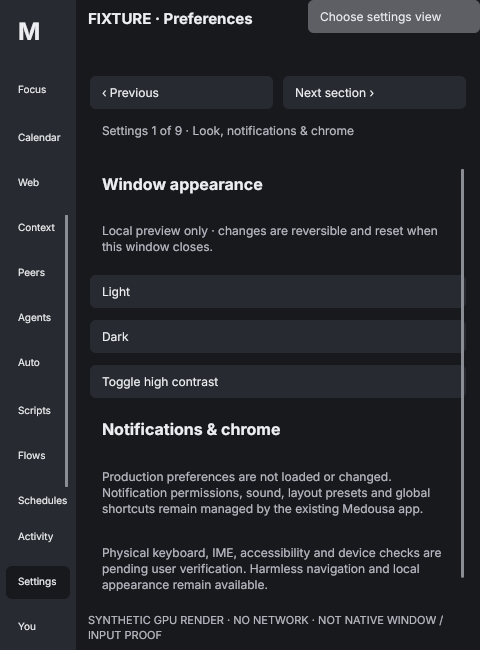 M
Focus
Calendar
Web
Context
Peers
Agents
Auto
Scripts
Flows
Schedules
Activity
Settings
You
FIXTURE · Preferences
Choose settings view
‹ Previous
Next section ›
Settings 1 of 9 · Look, notifications & chrome
Window appearance
Local preview only · changes are reversible and reset when
this window closes.
Light
Dark
Toggle high contrast
Notifications & chrome
Production preferences are not loaded or changed.
Notification permissions, sound, layout presets and global
shortcuts remain managed by the existing Medousa app.
Physical keyboard, IME, accessibility and device checks are
pending user verification. Harmless navigation and local
appearance remain available.
SYNTHETIC GPU RENDER · NO NETWORK · NOT NATIVE WINDOW /
INPUT PROOF